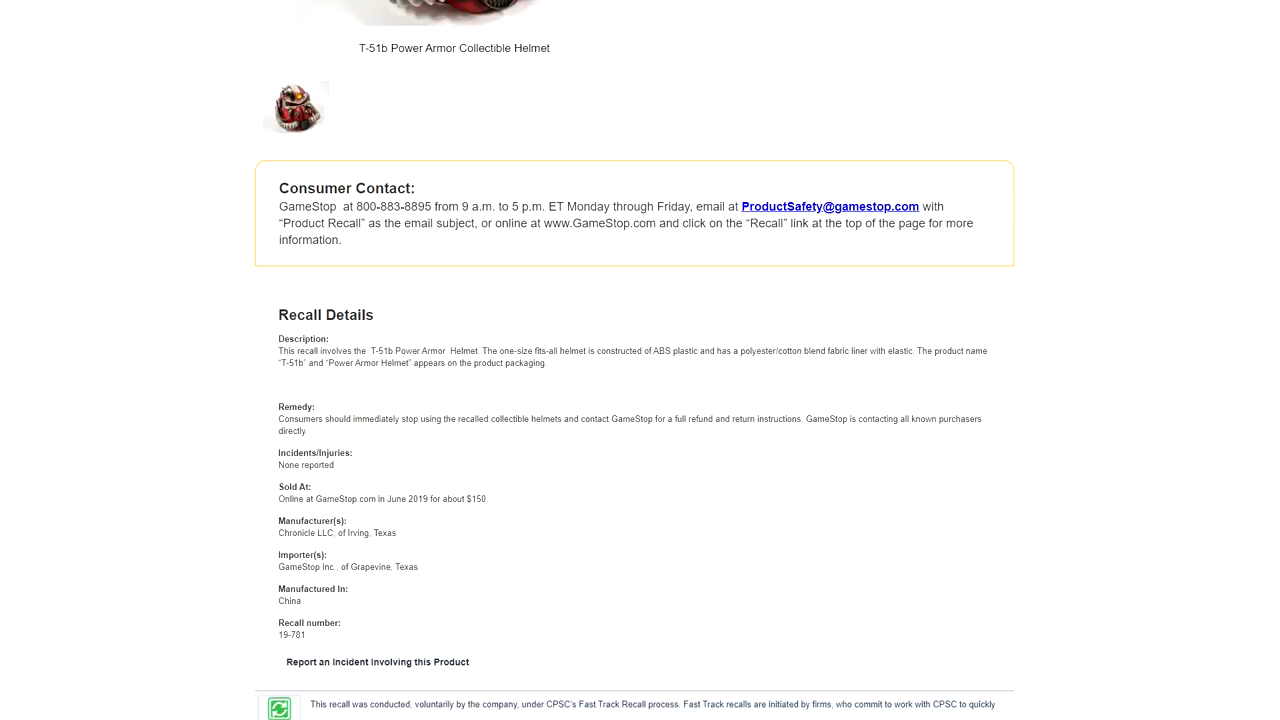 T-51b Power Armor Collectible Helmet
Consumer Contact:
GameStop at 800-883-8895 from 9 a.m. to 5 p.m. ET Monday through Friday, email at ProductSafety@gamestop.com with
“Product Recall” as the email subject, or online at www.GameStop.com and click on the “Recall” link at the top of the page for more
information.
Recall Details
Description:
This recall involves the T-51b Power Armor Helmet. The one-size fits-all helmet is constructed of ABS plastic and has a polyester/cotton blend fabric liner with elastic. The product name
“T-51b” and “Power Armor Helmet” appears on the product packaging.
Remedy:
Consumers should immediately stop using the recalled collectible helmets and contact GameStop for a full refund and return instructions. GameStop is contacting all known purchasers
directly.
Incidents/Injuries:
None reported
Sold At:
Online at GameStop.com in June 2019 for about $150.
Manufacturer(s):
Chronicle LLC, of Irving, Texas
Importer(s):
GameStop Inc., of Grapevine, Texas
Manufactured In:
China
Recall number:
19-781
Report an Incident Involving this Product
This recall was conducted, voluntarily by the company, under CPSC’s Fast Track Recall process. Fast Track recalls are initiated by firms, who commit to work with CPSC to quickly